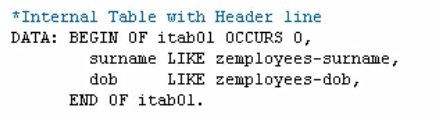 *Internal Table with Header line
DATA: BEGIN OF itab01 OCCURS 0,
surname LIKE zemployees-surname,
dob LIKE zemployees-dob,
END OF itab01.